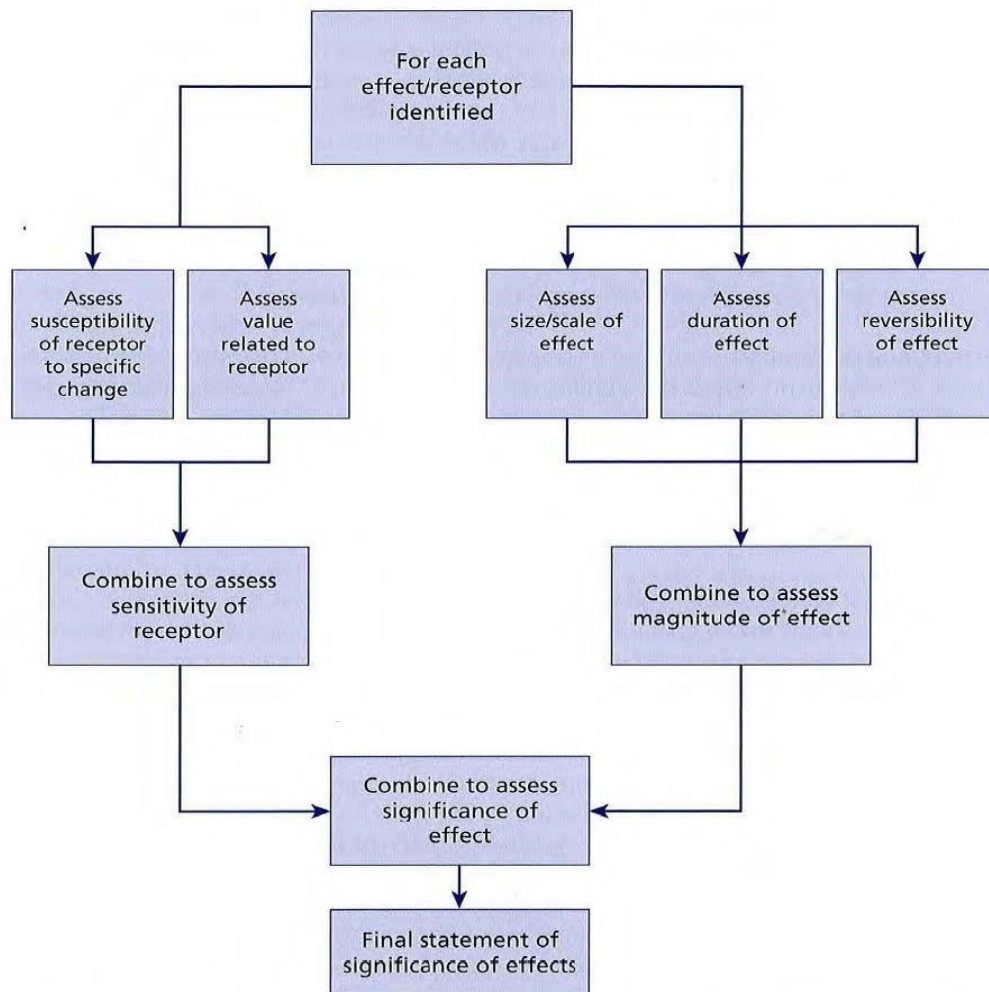 For each
effect/receptor
identified
Assess
susceptibility
of receptor
to specific
change
Assess
value
related to
receptor
Assess
size/scale of
effect
Assess
duration of
effect
Assess
reversibility
of effect
Combine to assess
sensitivity of
receptor
Combine to assess
magnitude of effect
Combine to assess
significance of
effect
Final statement of
significance of effects